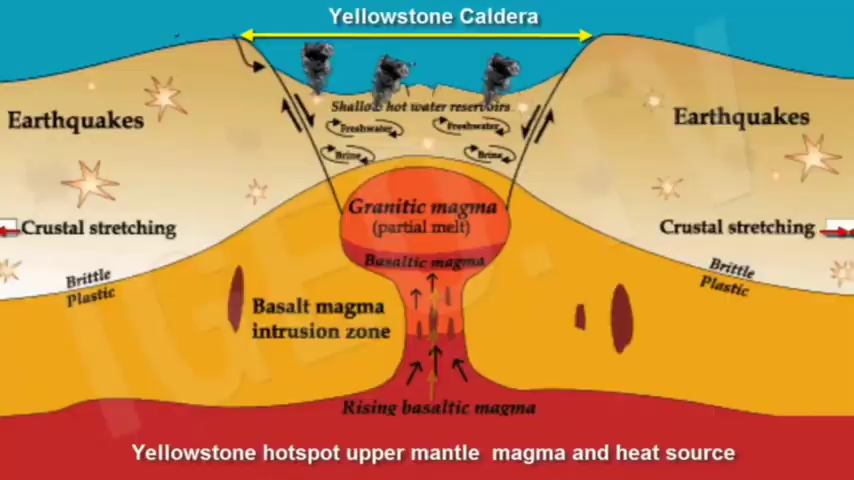 Yellowstone Caldera
Shallow hot water reservoirs
Earthquakes
Freshwater
Freshwater
Earthquakes
Brine
Brine
Granitic magma
(partial melt)
Crustal stretching
Crustal stretching
Basaltic magma
Brittle
Plastic
Brittle
Plastic
Basalt magma
intrusion zone
Rising basaltic magma
Yellowstone hotspot upper mantle magma and heat source